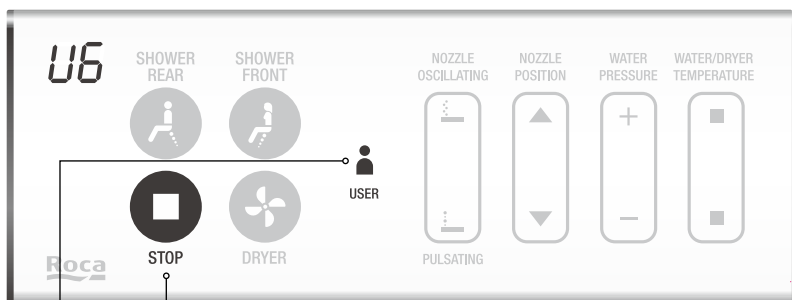 U6
SHOWER
REAR
SHOWER
FRONT
NOZZLE
OSCILLATING
NOZZLE
POSITION
WATER
PRESSURE
WATER/DRYER
TEMPERATURE
USER
STOP
DRYER
PULSATING
Roca